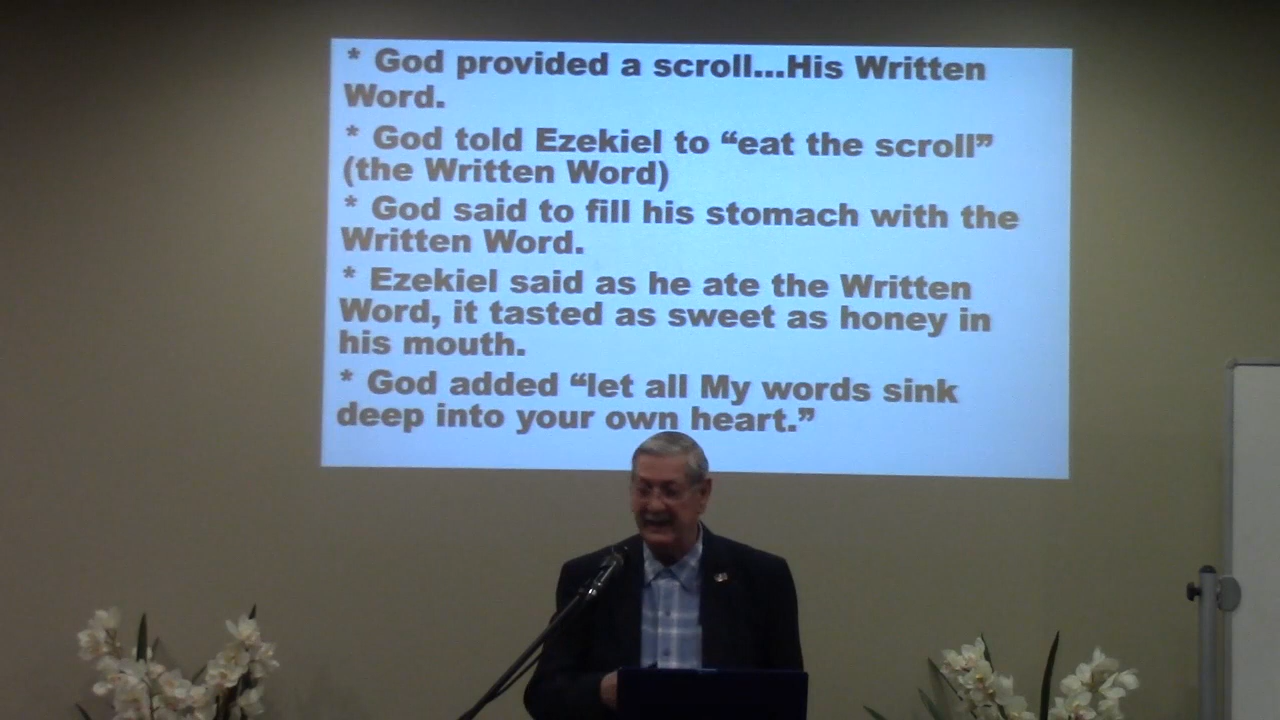 * God provided a scroll...His Written
Word.
* God told Ezekiel to “eat the scroll”
(the Written Word)
* God said to fill his stomach with the
Written Word.
* Ezekiel said as he ate the Written
Word, it tasted as sweet as honey in
his mouth.
* God added “let all My words sink
deep into your own heart.”